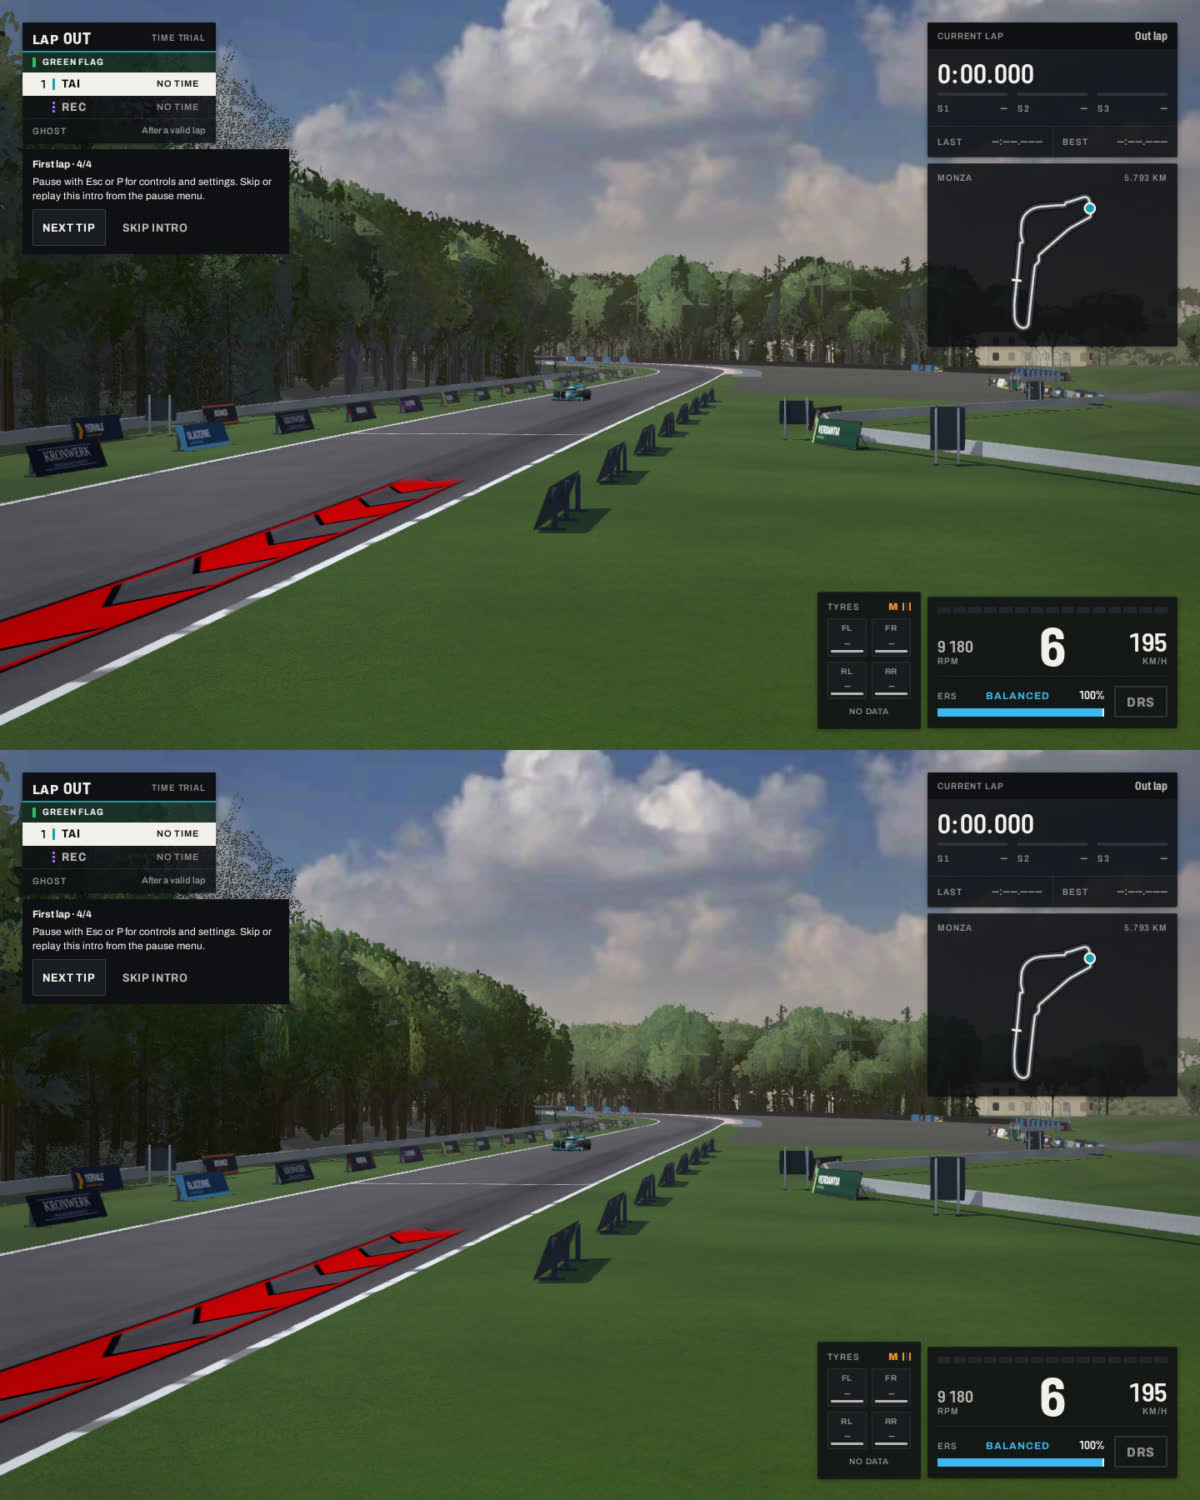 LAP OUT TIME TRIAL
GREEN FLAG
1 TAI NO TIME
REC NO TIME
GHOST After a valid lap
First lap · 4/4
Pause with Esc or P for controls and settings. Skip or
replay this intro from the pause menu.
NEXT TIP SKIP INTRO
CURRENT LAP Out lap
0:00.000
S1 – S2 – S3 –
LAST –:––.––– BEST –:––.–––
MONZA 5.793 KM
KRONWERK
GLACERNE
VERDANTIA
TYRES M
FL FR
– –
RL RR
– –
NO DATA
9 180 6 195
RPM KM/H
ERS BALANCED 100% DRS
LAP OUT TIME TRIAL
GREEN FLAG
1 TAI NO TIME
REC NO TIME
GHOST After a valid lap
First lap · 4/4
Pause with Esc or P for controls and settings. Skip or
replay this intro from the pause menu.
NEXT TIP SKIP INTRO
CURRENT LAP Out lap
0:00.000
S1 – S2 – S3 –
LAST –:––.––– BEST –:––.–––
MONZA 5.793 KM
KRONWERK
GLACERNE
VERDANTIA
TYRES M
FL FR
– –
RL RR
– –
NO DATA
9 180 6 195
RPM KM/H
ERS BALANCED 100% DRS